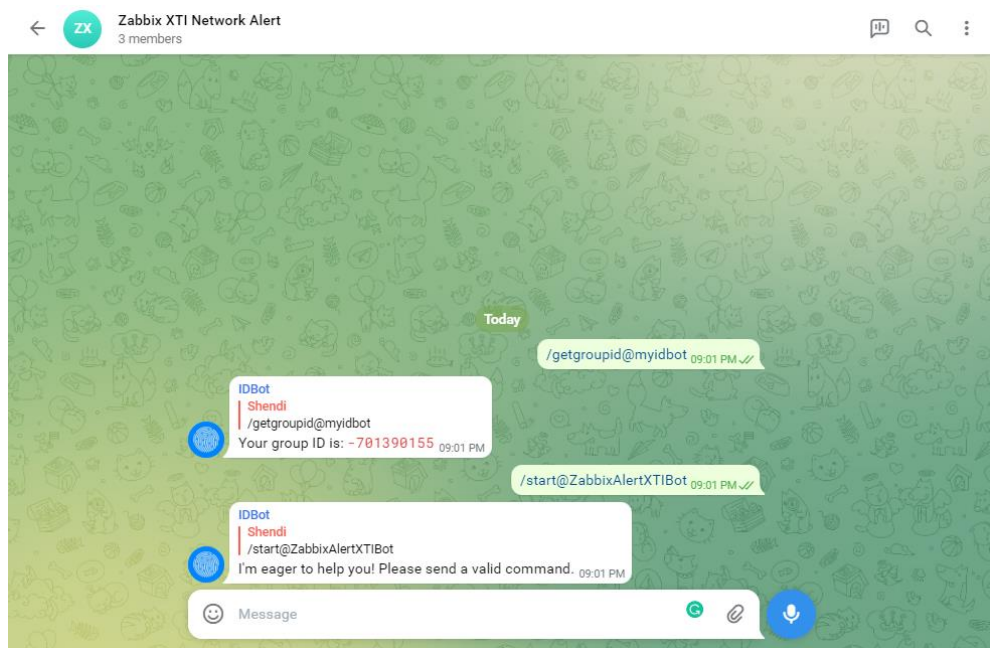 ZX
Zabbix XTI Network Alert
3 members
Today
/getgroupid@myidbot 09:01 PM
IDBot
Shendi
/getgroupid@myidbot
Your group ID is: -701390155 09:01 PM
/start@ZabbixAlertXTIBot 09:01 PM
IDBot
Shendi
/start@ZabbixAlertXTIBot
I'm eager to help you! Please send a valid command. 09:01 PM
Message